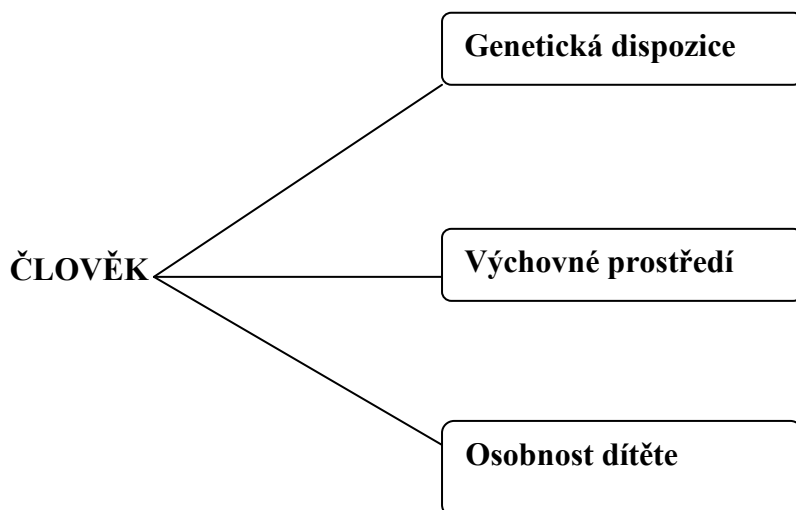 Genetická dispozice
ČLOVĚK
Výchovné prostředí
Osobnost dítěte